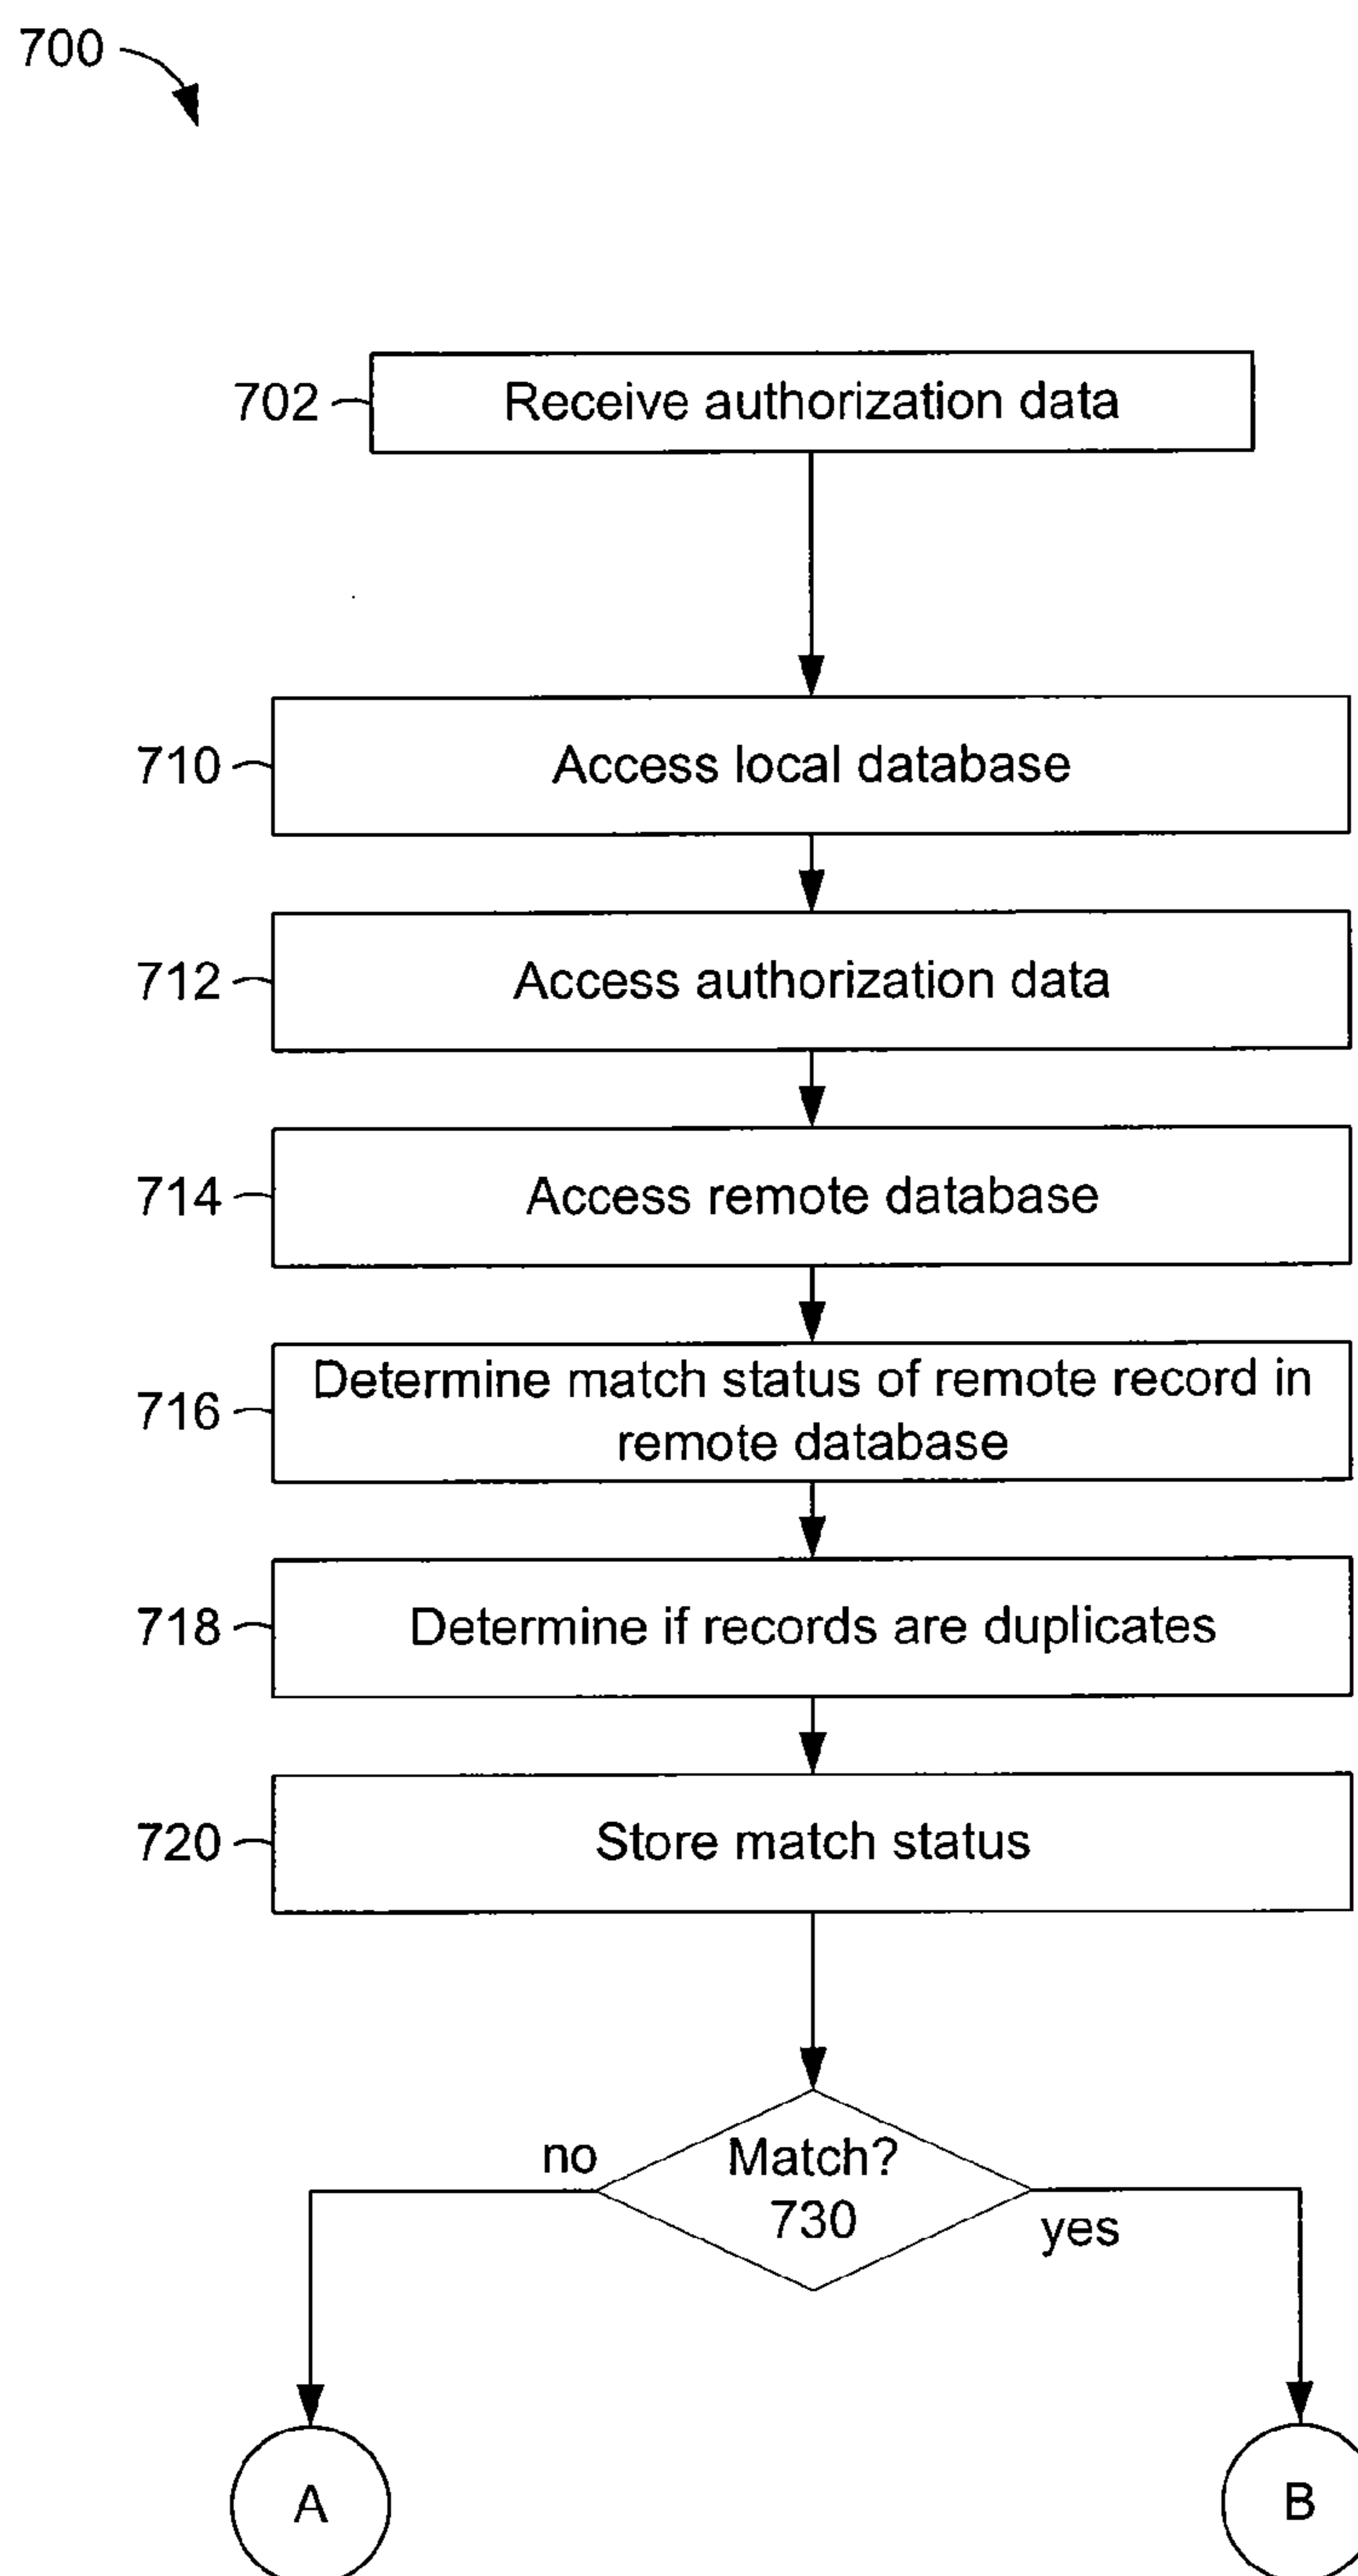 700
702
Receive authorization data
710
Access local database
712
Access authorization data
714
Access remote database
716
Determine match status of remote record in
remote database
718
Determine if records are duplicates
720
Store match status
no
Match?
730
yes
A
B